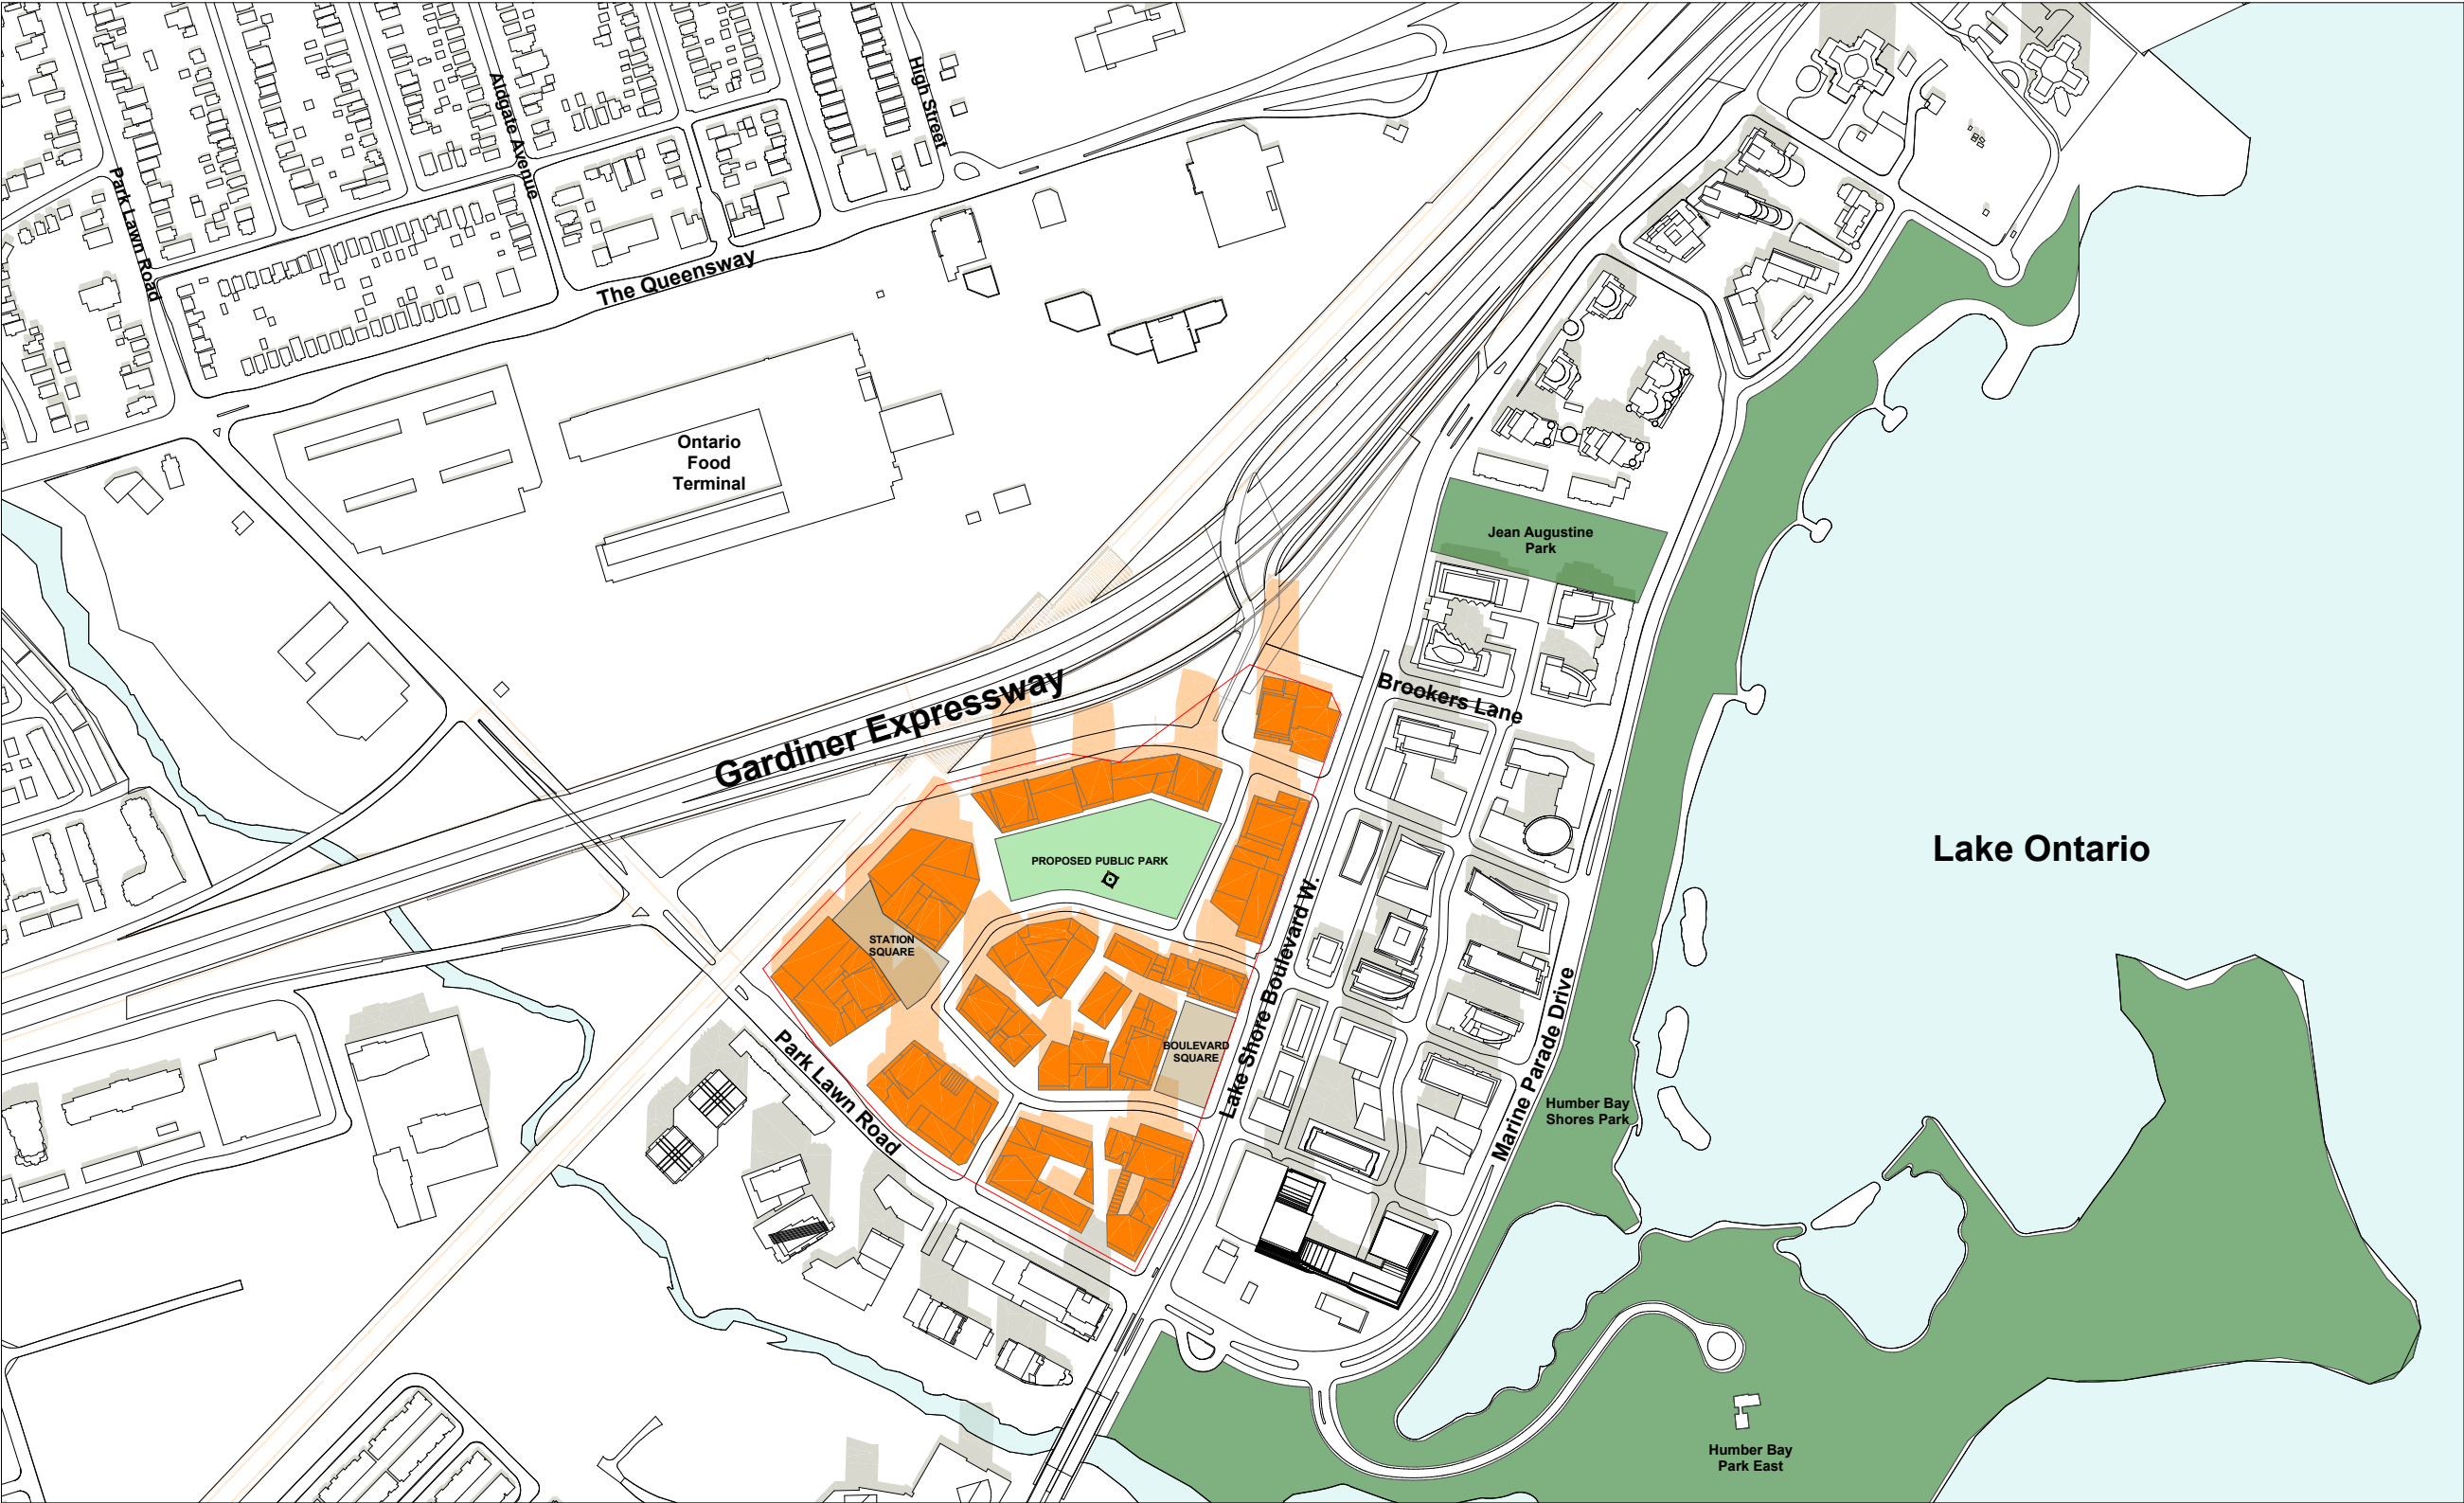 High Street
Aldgate Avenue
Park Lawn Road
The Queensway
Ontario
Food
Terminal
Jean Augustine
Park
Gardiner Expressway
Brookers Lane
Lake Ontario
PROPOSED PUBLIC PARK
STATION
SQUARE
Lake Shore Boulevard W.
BOULEVARD
SQUARE
Park Lawn Road
Marine Parade Drive
Humber Bay
Shores Park
Humber Bay
Park East